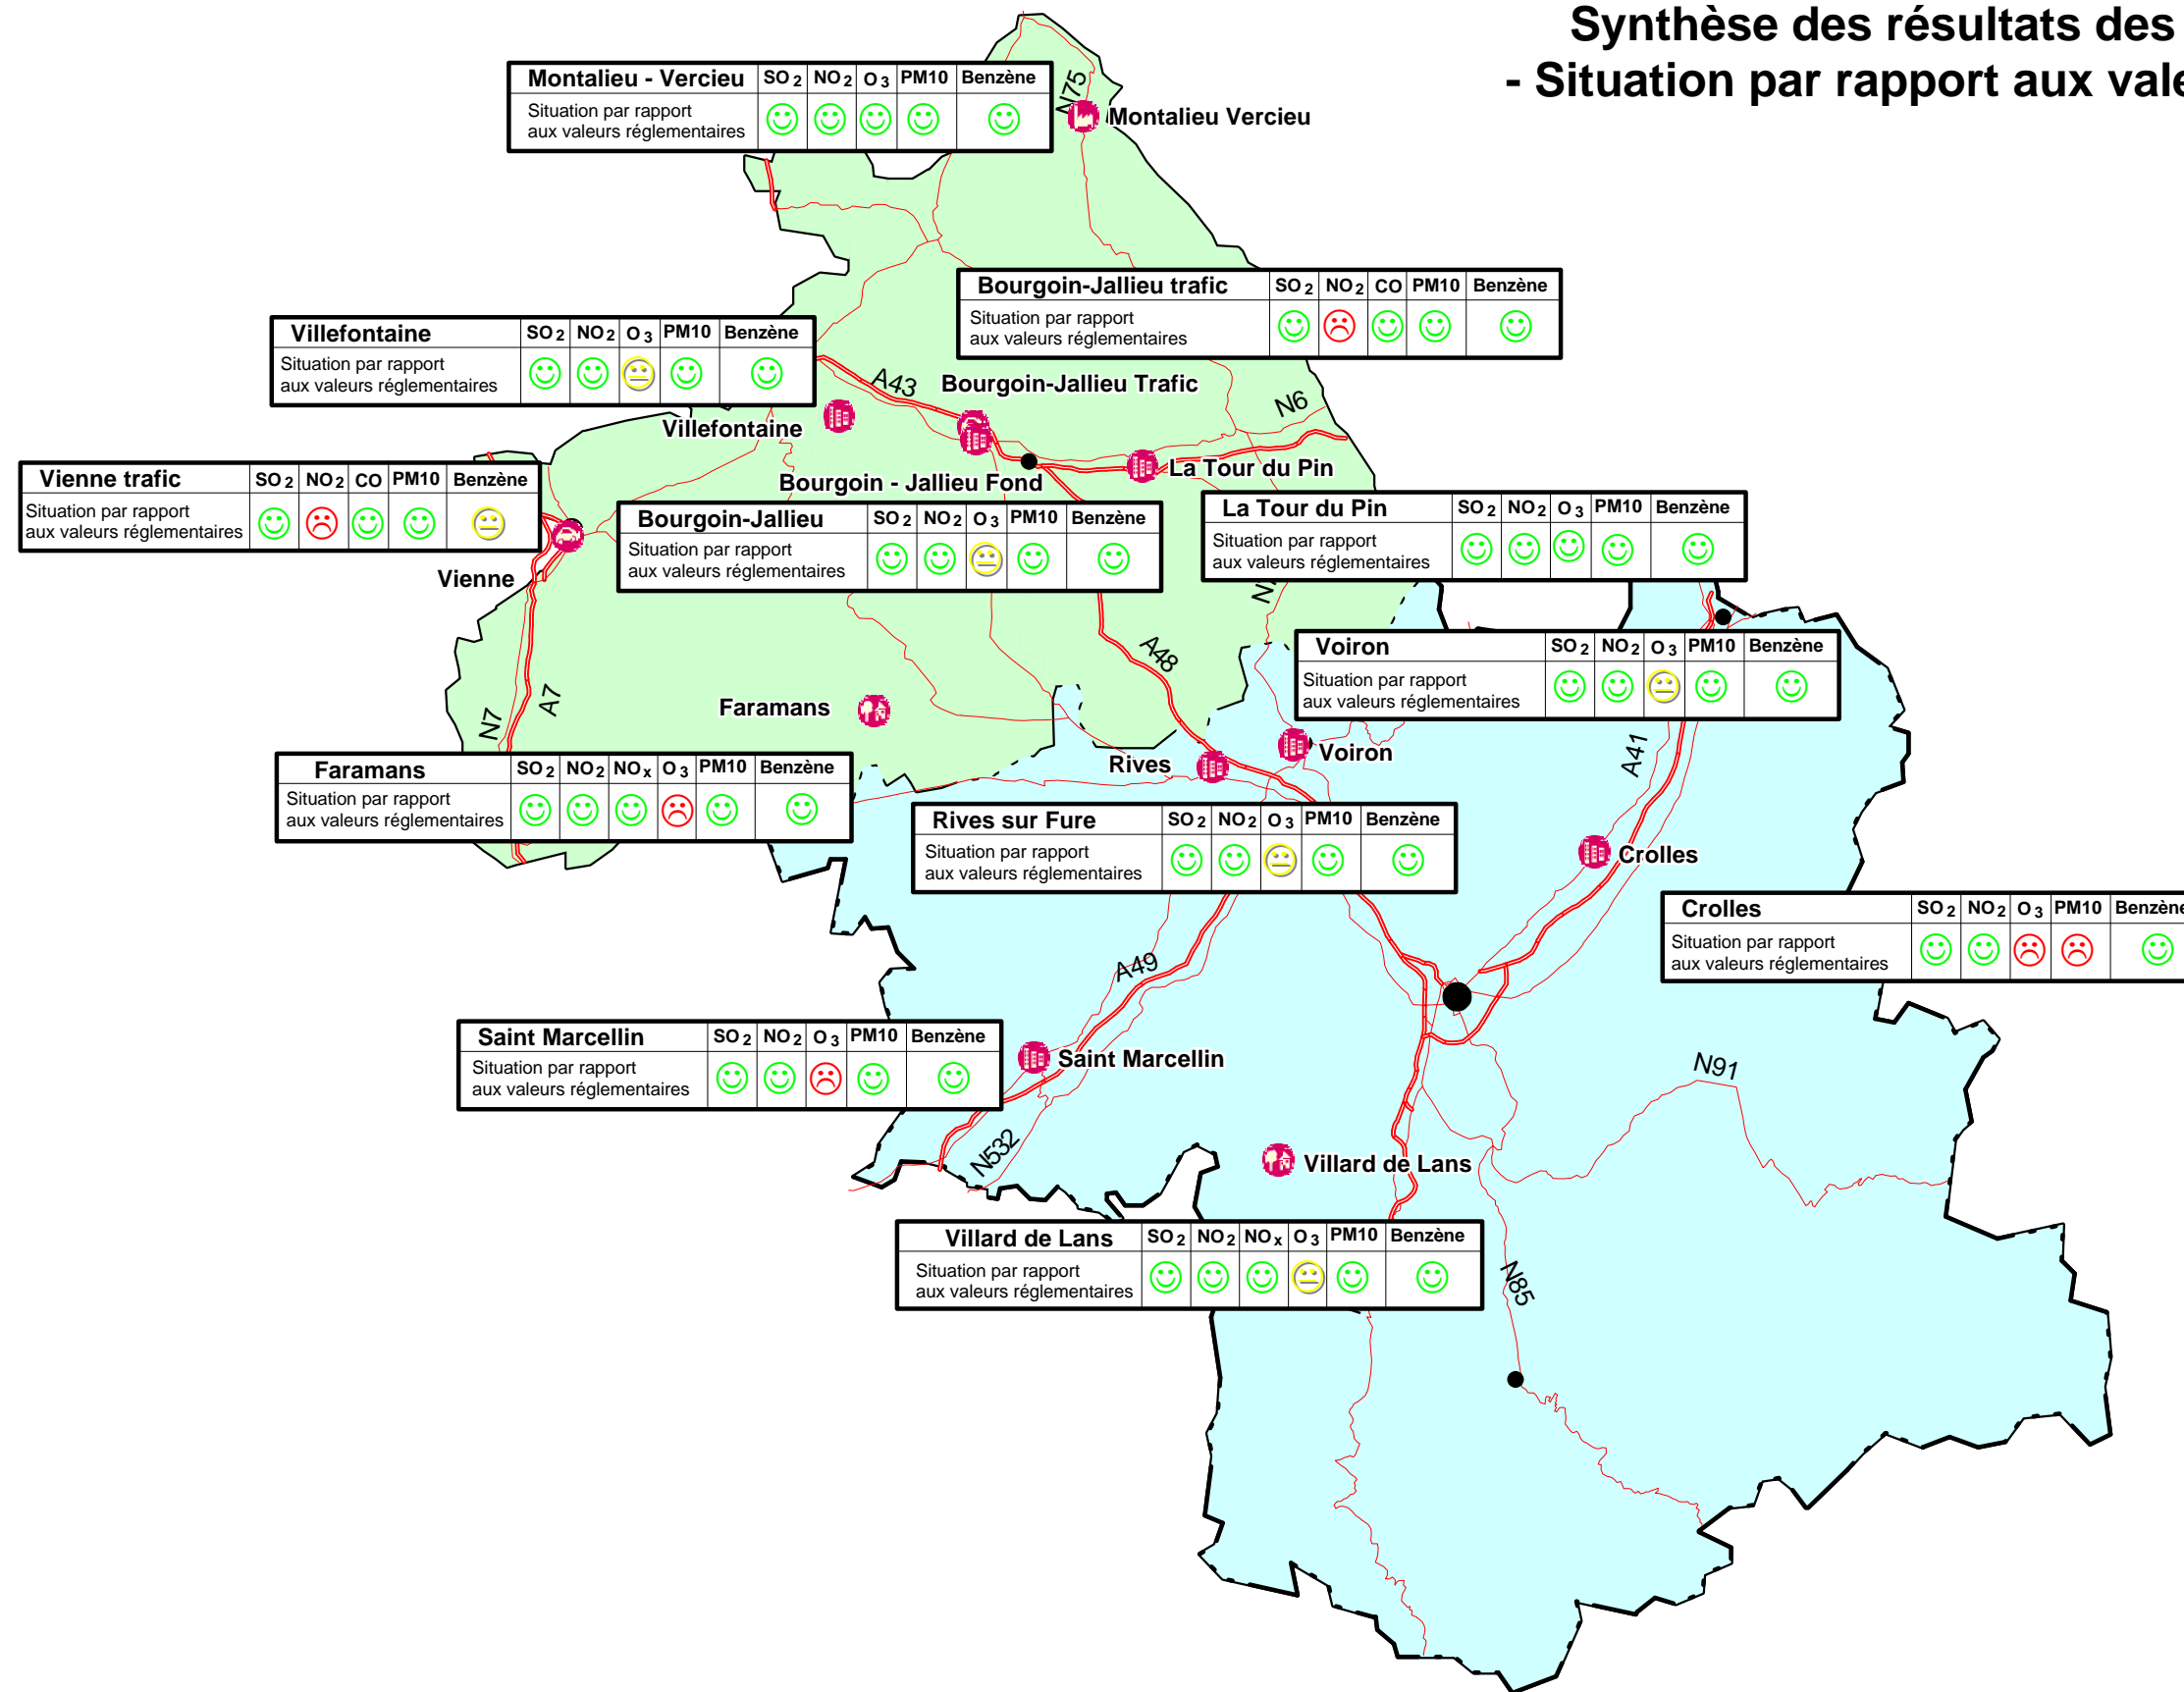 Synthèse des résultats des
- Situation par rapport aux vale
Montalieu - Vercieu SO2 NO2 O3 PM10 Benzène
Situation par rapport
aux valeurs réglementaires
N75
Montalieu Vercieu
Bourgoin-Jallieu trafic SO2 NO2 CO PM10 Benzène
Situation par rapport
aux valeurs réglementaires
Villefontaine SO2 NO2 O3 PM10 Benzène
Situation par rapport
aux valeurs réglementaires
A43
Bourgoin-Jallieu Trafic
N6
Villefontaine
La Tour du Pin
Bourgoin - Jallieu Fond
Vienne trafic SO2 NO2 CO PM10 Benzène
Situation par rapport
aux valeurs réglementaires
Bourgoin-Jallieu SO2 NO2 O3 PM10 Benzène
Situation par rapport
aux valeurs réglementaires
La Tour du Pin SO2 NO2 O3 PM10 Benzène
Situation par rapport
aux valeurs réglementaires
Vienne
Voiron SO2 NO2 O3 PM10 Benzène
Situation par rapport
aux valeurs réglementaires
A48
A7
N7
Faramans
Voiron
Rives
A41
Faramans SO2 NO2 NOx O3 PM10 Benzène
Situation par rapport
aux valeurs réglementaires
Rives sur Fure SO2 NO2 O3 PM10 Benzène
Situation par rapport
aux valeurs réglementaires
Crolles
Crolles SO2 NO2 O3 PM10 Benzène
Situation par rapport
aux valeurs réglementaires
A49
Saint Marcellin SO2 NO2 O3 PM10 Benzène
Situation par rapport
aux valeurs réglementaires
Saint Marcellin
N91
N532
Villard de Lans
Villard de Lans SO2 NO2 NOx O3 PM10 Benzène
Situation par rapport
aux valeurs réglementaires
N85